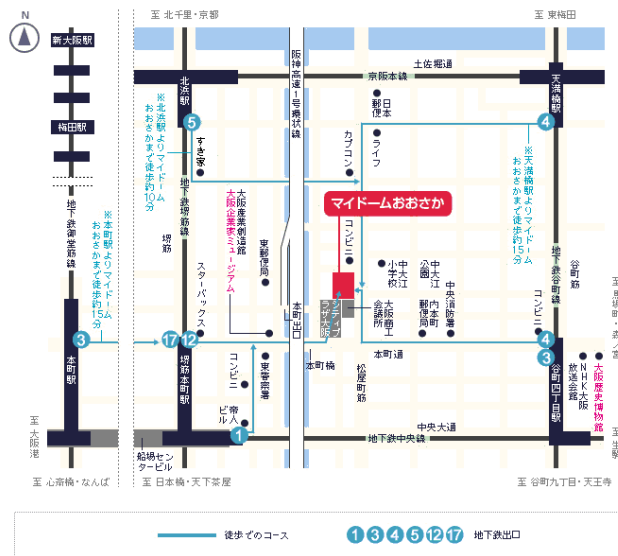 N
至 北千里・京都
至 東梅田
新大阪駅
梅田駅
北浜駅
阪神高速1号環状線
土佐堀通
京阪本線
天満橋駅
日本郵便
ライフ
カプコン
5
4
すき家
※北浜駅よりマイドーム
おおさかまで徒歩約10分
※天満橋駅よりマイドーム
おおさかまで徒歩約15分
マイドームおおさか
地下鉄御堂筋線
※本町駅よりマイドーム
おおさかまで徒歩約15分
地下鉄堺筋線
堺筋
スターバックス
大阪産業創造館
大阪企業家ミュージアム
東郵便局
本町出口
コンビニ
中大江
小学校
中大江
公園
内本町
郵便局
中央消防署
大阪商工
会議所
シティプ
ラザ大阪
コンビニ
地下鉄谷町線
谷町筋
3
本町駅
17
12
堺筋本町駅
コンビニ
帝人
ビル
東警察署
本町橋
松屋町筋
本町通
4
3
谷町四丁目駅
NHK大阪
放送会館
大阪歴史博物館
至 大阪港
船場セン
タービル
1
中央大通
地下鉄中央線
至 心斎橋・なんば
至 日本橋・天下茶屋
至 谷町九丁目・天王寺
徒歩でのコース
1 3 4 5 12 17 地下鉄出口